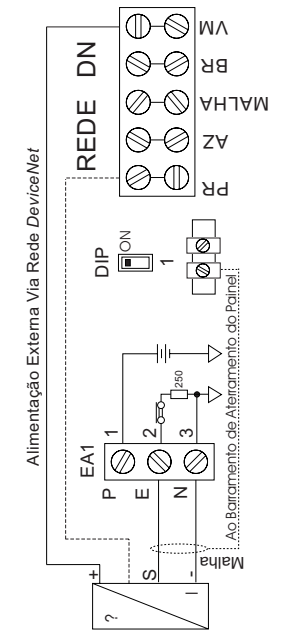 Alimentação Externa Via Rede DeviceNet
REDE DN
VM
BR
MALHA
AZ
PR
DIP
ON
1
EA1
P 1
E 2
N 3
250
+
S
-
?
I
Malha
Ao Barramento de Aterramento do Painel